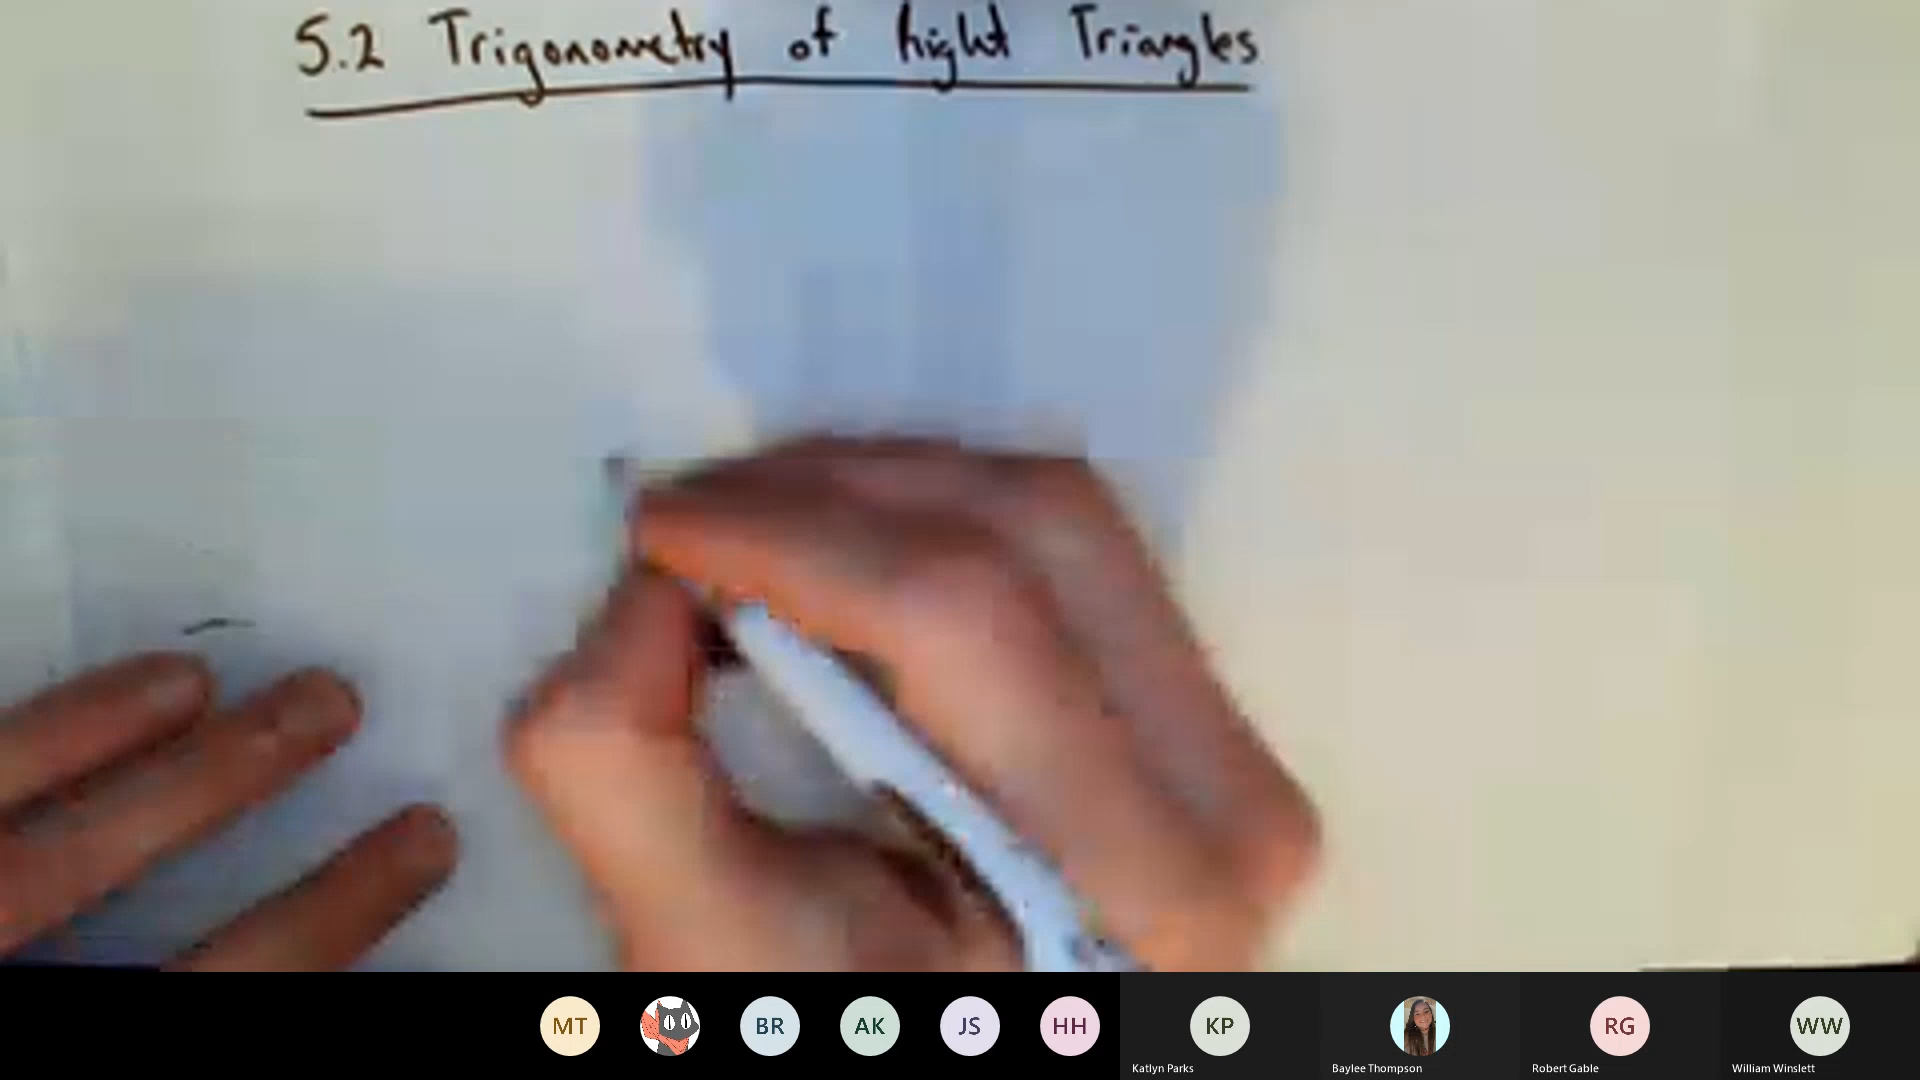 5.2 Trigonometry of Right Triangles
MT BR AK JS HH KP RG WW
Katlyn Parks Baylee Thompson Robert Gable William Winslett